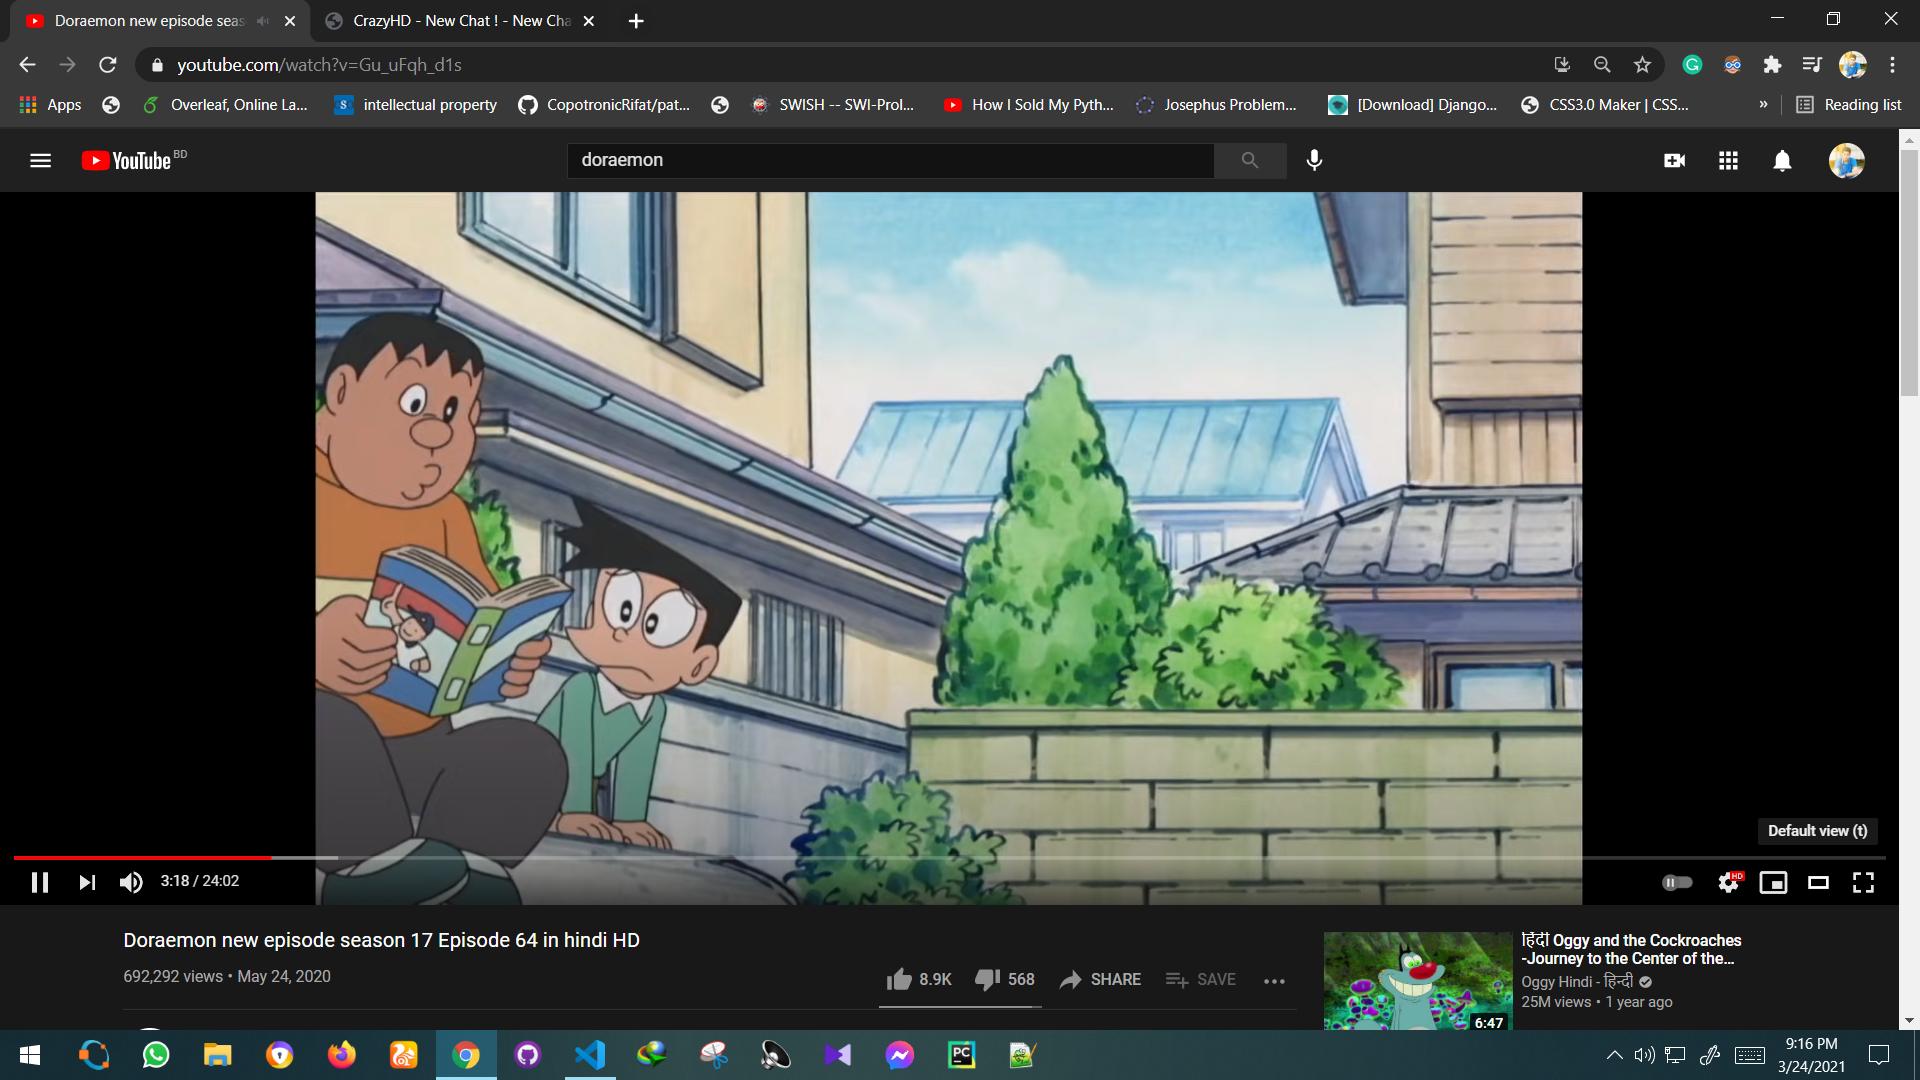 Doraemon new episode seas
CrazyHD - New Chat ! - New Cha
youtube.com/watch?v=Gu_uFqh_d1s
Apps
Overleaf, Online La...
S intellectual property
CopotronicRifat/pat...
SWISH -- SWI-Prol...
How I Sold My Pyth...
Josephus Problem...
[Download] Django...
CSS3.0 Maker | CSS...
»
Reading list
YouTube BD
doraemon
Default view (t)
3:18 / 24:02
HD
Doraemon new episode season 17 Episode 64 in hindi HD
692,292 views • May 24, 2020
8.9K
568
SHARE
SAVE
हिंदी Oggy and the Cockroaches
-Journey to the Center of the...
Oggy Hindi - हिन्दी
25M views • 1 year ago
6:47
PC
9:16 PM
3/24/2021